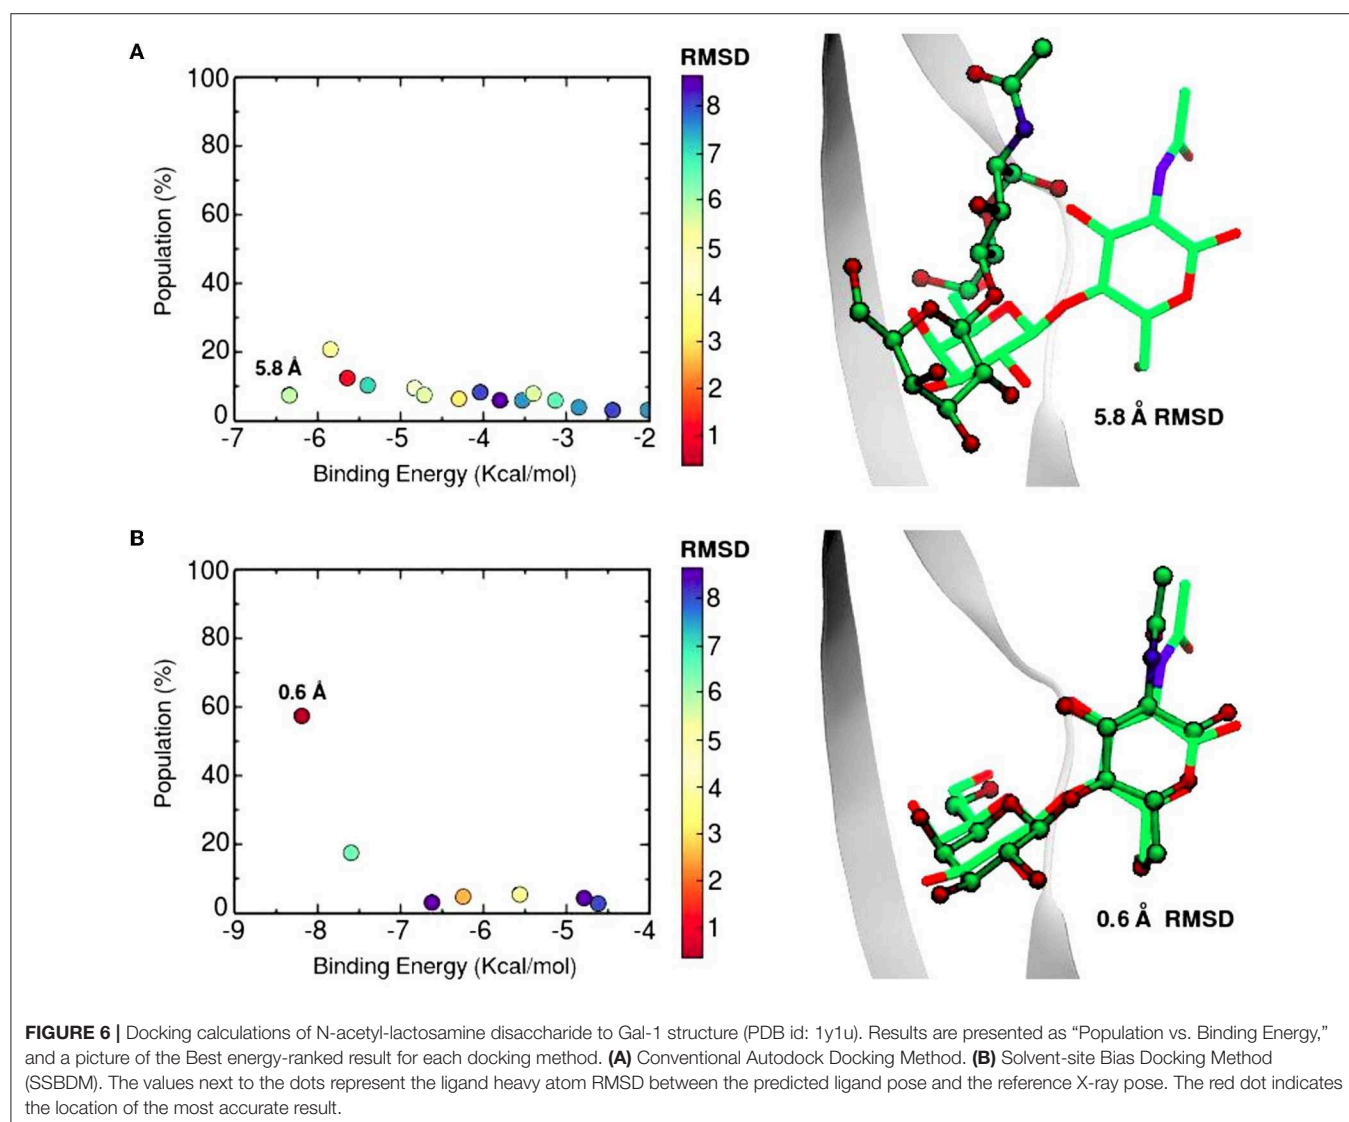 A
RMSD
100
80
60
40
20
0
Population (%)
5.8 Å
-7 -6 -5 -4 -3 -2
Binding Energy (Kcal/mol)
8
7
6
5
4
3
2
1
5.8 Å RMSD
B
RMSD
100
80
60
40
20
0
Population (%)
0.6 Å
-9 -8 -7 -6 -5 -4
Binding Energy (Kcal/mol)
8
7
6
5
4
3
2
1
0.6 Å RMSD
FIGURE 6 | Docking calculations of N-acetyl-lactosamine disaccharide to Gal-1 structure (PDB id: 1y1u). Results are presented as “Population vs. Binding Energy,”
and a picture of the Best energy-ranked result for each docking method. (A) Conventional Autodock Docking Method. (B) Solvent-site Bias Docking Method
(SSBDM). The values next to the dots represent the ligand heavy atom RMSD between the predicted ligand pose and the reference X-ray pose. The red dot indicates
the location of the most accurate result.